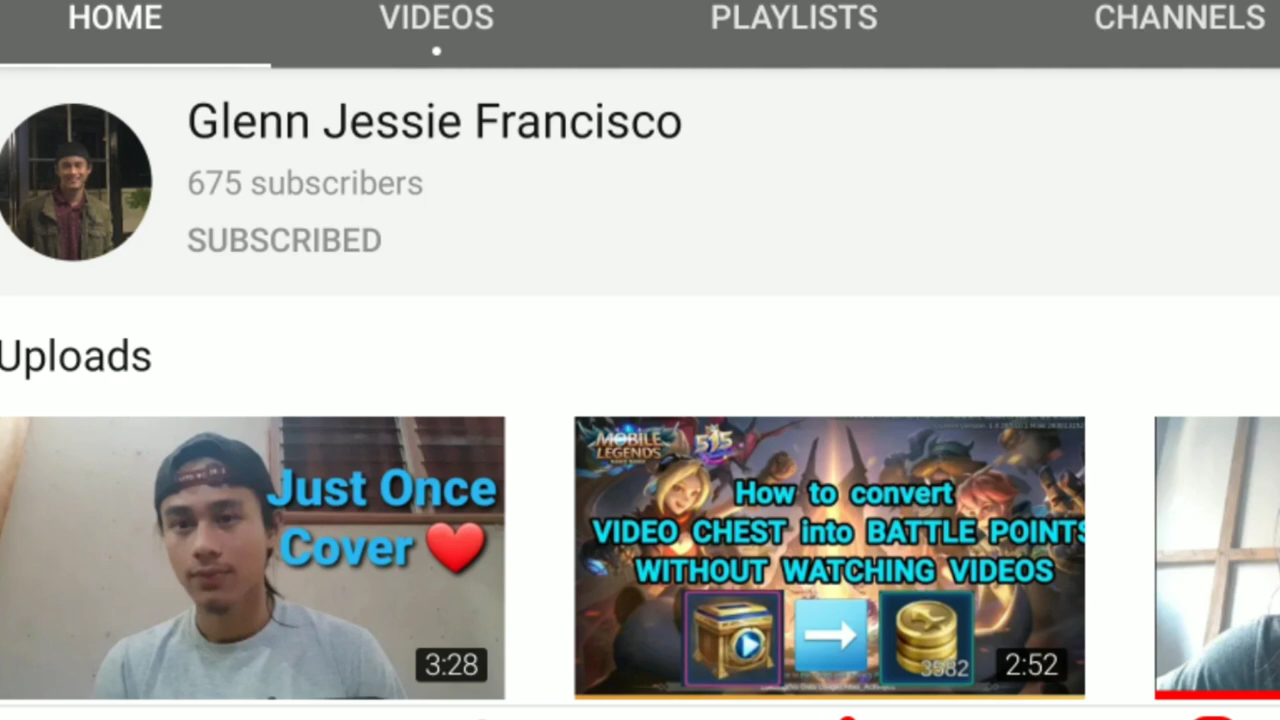 HOME
VIDEOS
PLAYLISTS
CHANNELS
Glenn Jessie Francisco
675 subscribers
SUBSCRIBED
Uploads
Just Once
Cover
3:28
MOBILE
LEGENDS
515
How to convert
VIDEO CHEST into BATTLE POINTS
WITHOUT WATCHING VIDEOS
3982
2:52